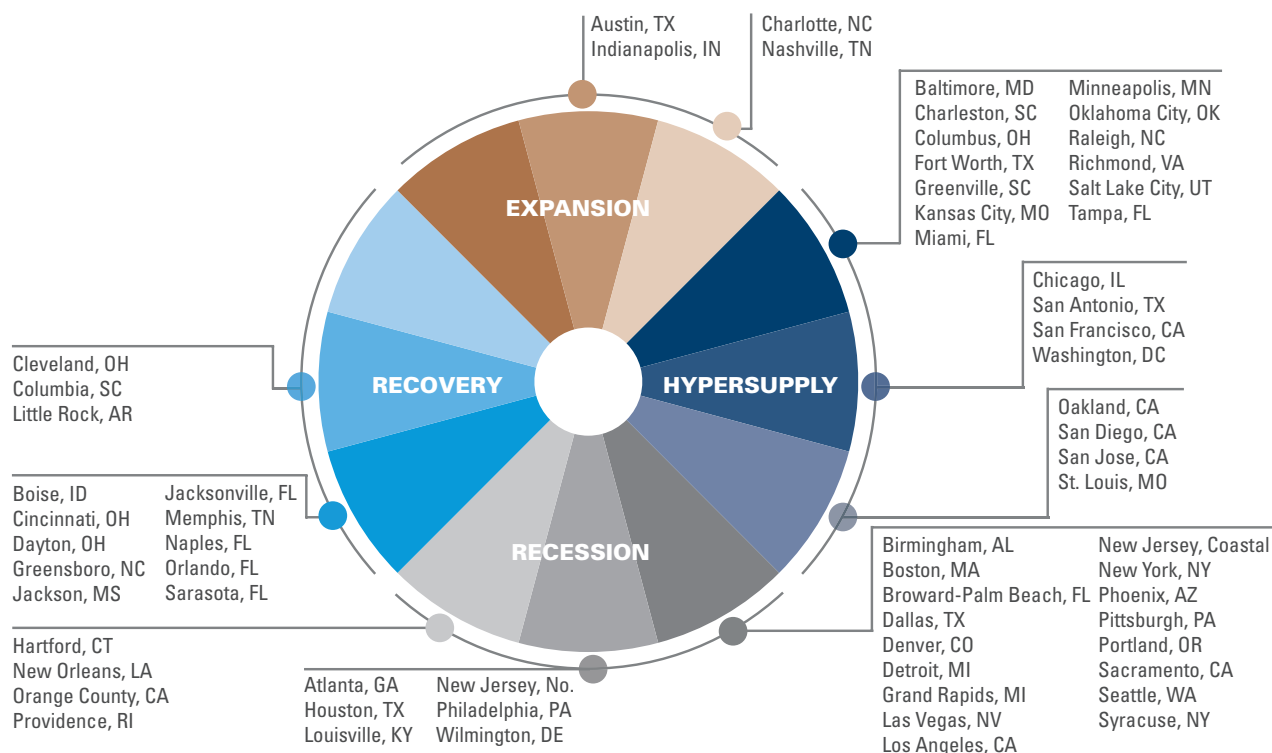 Austin, TX
Indianapolis, IN
Charlotte, NC
Nashville, TN
Baltimore, MD
Charleston, SC
Columbus, OH
Fort Worth, TX
Greenville, SC
Kansas City, MO
Miami, FL
Minneapolis, MN
Oklahoma City, OK
Raleigh, NC
Richmond, VA
Salt Lake City, UT
Tampa, FL
EXPANSION
Chicago, IL
San Antonio, TX
San Francisco, CA
Washington, DC
Cleveland, OH
Columbia, SC
Little Rock, AR
RECOVERY
HYPERSUPPLY
Oakland, CA
San Diego, CA
San Jose, CA
St. Louis, MO
Boise, ID
Cincinnati, OH
Dayton, OH
Greensboro, NC
Jackson, MS
Jacksonville, FL
Memphis, TN
Naples, FL
Orlando, FL
Sarasota, FL
RECESSION
Birmingham, AL
Boston, MA
Broward-Palm Beach, FL
Dallas, TX
Denver, CO
Detroit, MI
Grand Rapids, MI
Las Vegas, NV
Los Angeles, CA
New Jersey, Coastal
New York, NY
Phoenix, AZ
Pittsburgh, PA
Portland, OR
Sacramento, CA
Seattle, WA
Syracuse, NY
Hartford, CT
New Orleans, LA
Orange County, CA
Providence, RI
Atlanta, GA
Houston, TX
Louisville, KY
New Jersey, No.
Philadelphia, PA
Wilmington, DE